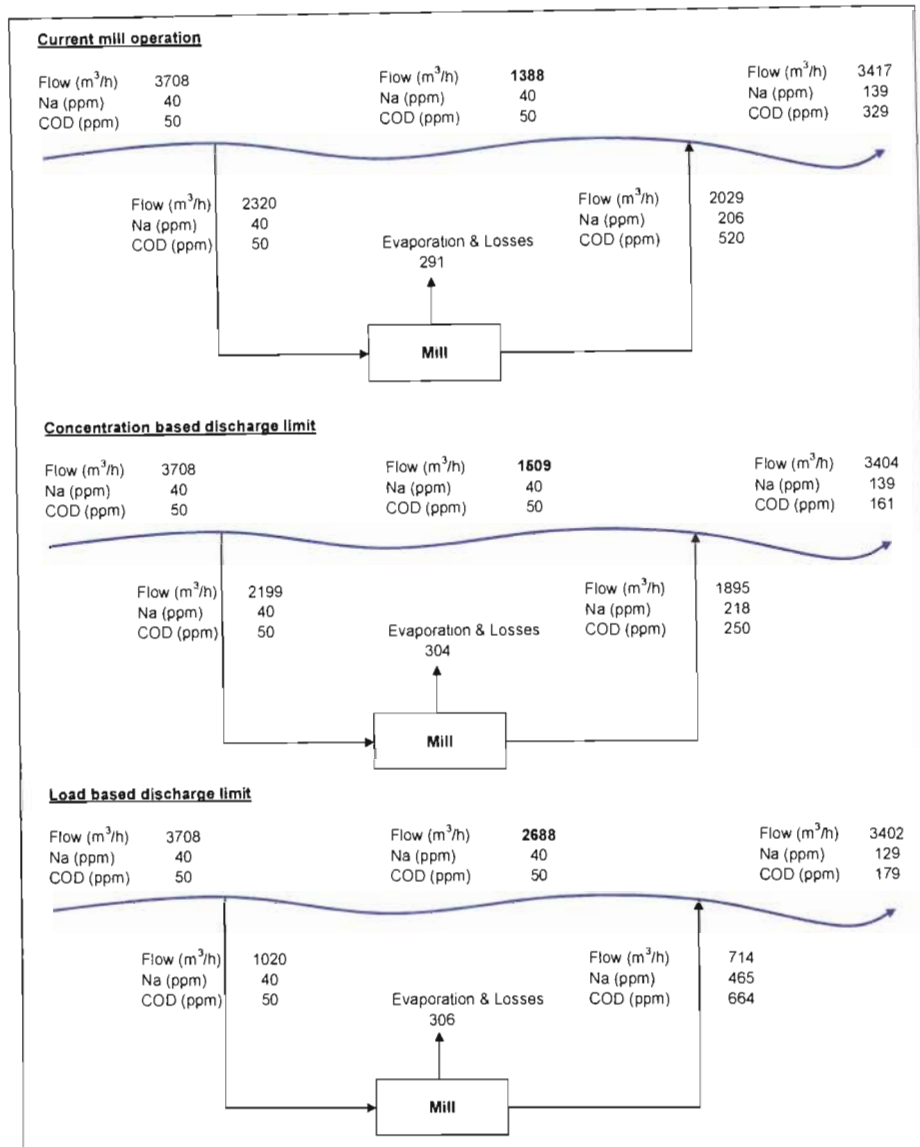 Current mill operation
Flow (m³/h) 3708 Flow (m³/h) 1388 Flow (m³/h) 3417
Na (ppm) 40 Na (ppm) 40 Na (ppm) 139
COD (ppm) 50 COD (ppm) 50 COD (ppm) 329
Flow (m³/h) 2320 Flow (m³/h) 2029
Na (ppm) 40 Na (ppm) 206
COD (ppm) 50 Evaporation & Losses COD (ppm) 520
291
Mill
Concentration based discharge limit
Flow (m³/h) 3708 Flow (m³/h) 1509 Flow (m³/h) 3404
Na (ppm) 40 Na (ppm) 40 Na (ppm) 139
COD (ppm) 50 COD (ppm) 50 COD (ppm) 161
Flow (m³/h) 2199 Flow (m³/h) 1895
Na (ppm) 40 Na (ppm) 218
COD (ppm) 50 Evaporation & Losses COD (ppm) 250
304
Mill
Load based discharge limit
Flow (m³/h) 3708 Flow (m³/h) 2688 Flow (m³/h) 3402
Na (ppm) 40 Na (ppm) 40 Na (ppm) 129
COD (ppm) 50 COD (ppm) 50 COD (ppm) 179
Flow (m³/h) 1020 Flow (m³/h) 714
Na (ppm) 40 Na (ppm) 465
COD (ppm) 50 Evaporation & Losses COD (ppm) 664
306
Mill